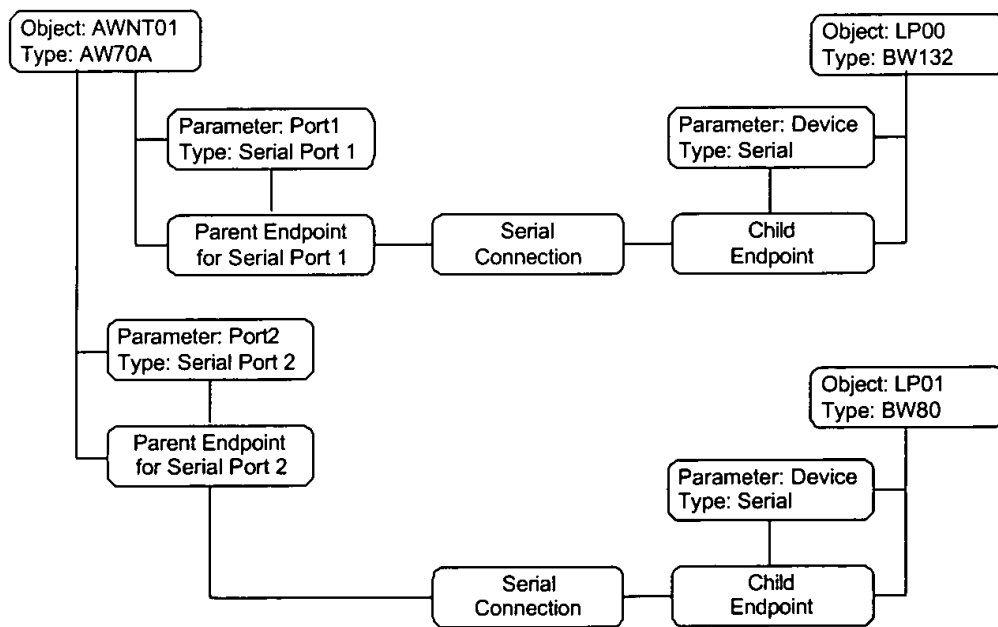 Object: AWNT01
Type: AW70A
Object: LP00
Type: BW132
Parameter: Port1
Type: Serial Port 1
Parameter: Device
Type: Serial
Parent Endpoint
for Serial Port 1
Serial
Connection
Child
Endpoint
Parameter: Port2
Type: Serial Port 2
Object: LP01
Type: BW80
Parent Endpoint
for Serial Port 2
Parameter: Device
Type: Serial
Serial
Connection
Child
Endpoint